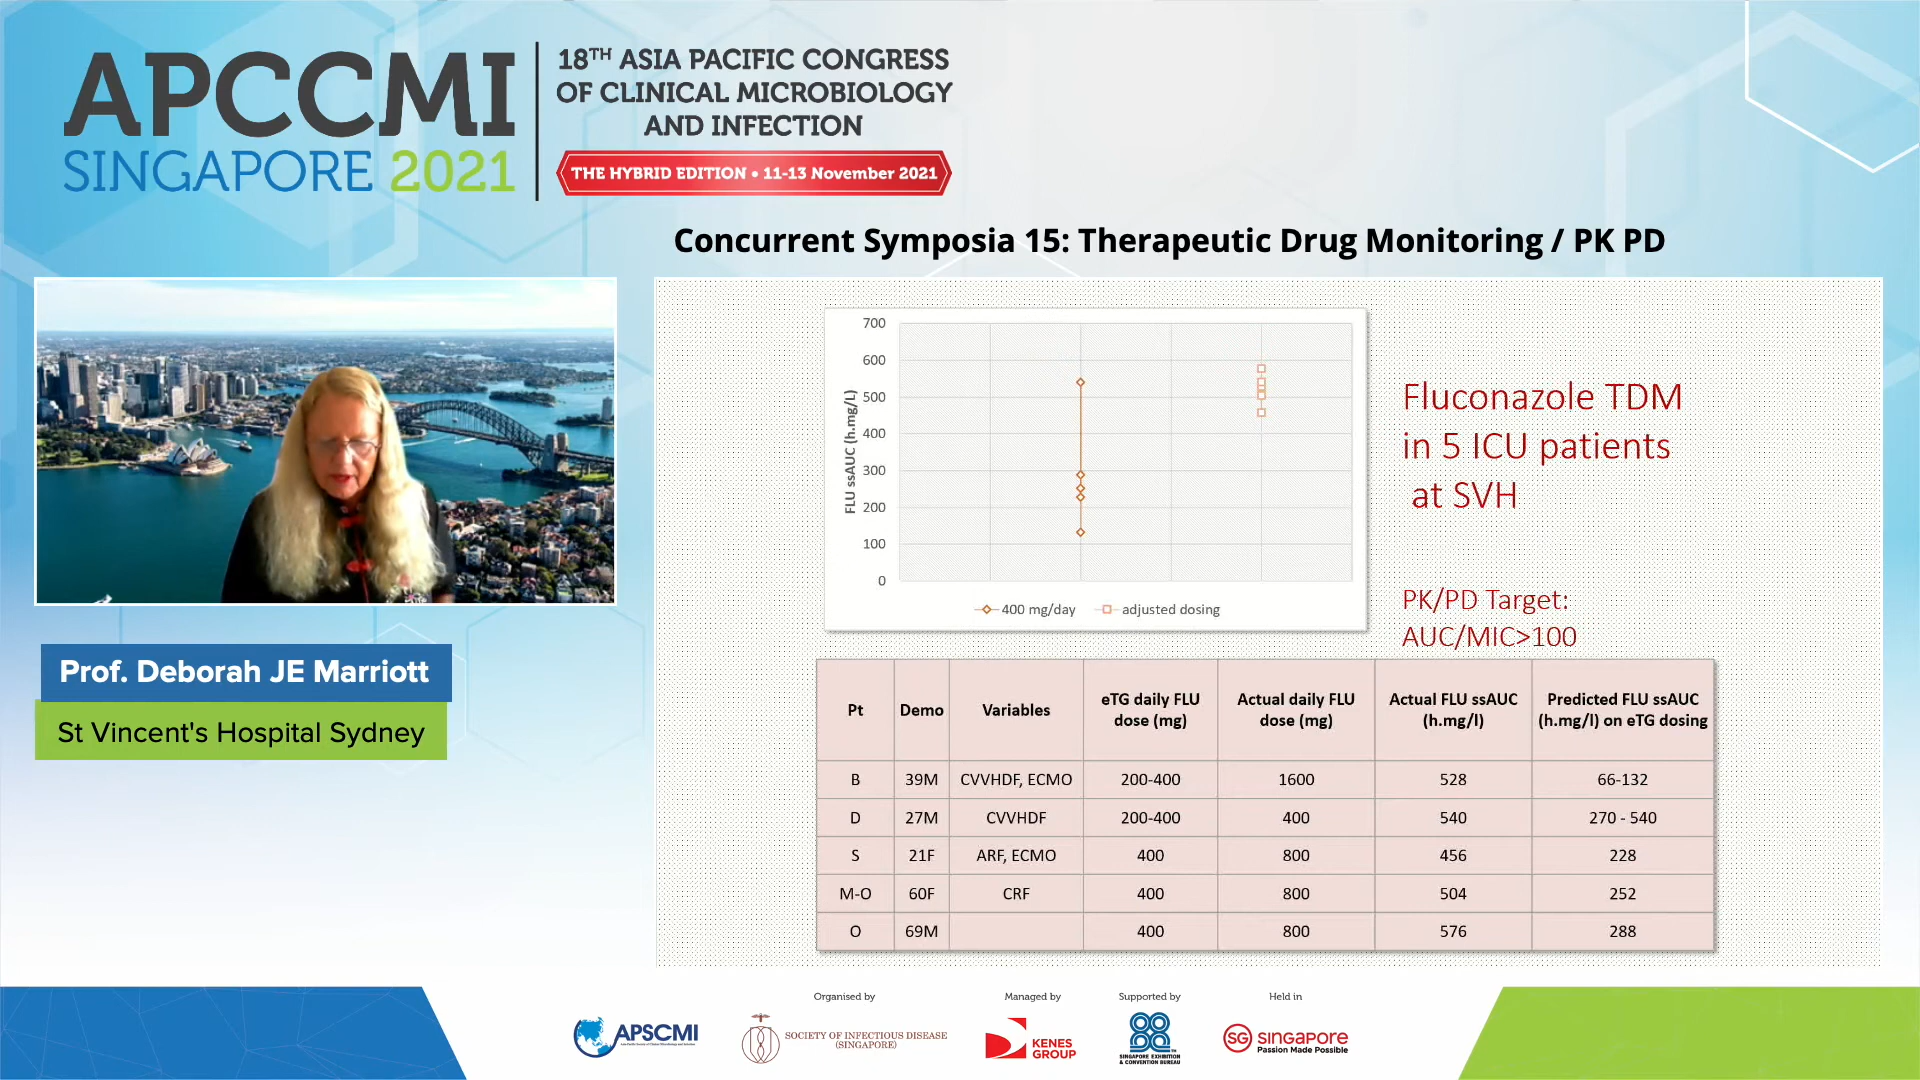 APCCMI
SINGAPORE 2021
18TH ASIA PACIFIC CONGRESS
OF CLINICAL MICROBIOLOGY
AND INFECTION
THE HYBRID EDITION • 11-13 November 2021
Concurrent Symposia 15: Therapeutic Drug Monitoring / PK PD
Prof. Deborah JE Marriott
St Vincent's Hospital Sydney
FLU ssAUC (h.mg/L)
700
600
500
400
300
200
100
0
400 mg/day adjusted dosing
Fluconazole TDM
in 5 ICU patients
at SVH
PK/PD Target:
AUC/MIC>100
Pt Demo Variables eTG daily FLU dose (mg) Actual daily FLU dose (mg) Actual FLU ssAUC (h.mg/l) Predicted FLU ssAUC (h.mg/l) on eTG dosing
B 39M CVVHDF, ECMO 200-400 1600 528 66-132
D 27M CVVHDF 200-400 400 540 270 - 540
S 21F ARF, ECMO 400 800 456 228
M-O 60F CRF 400 800 504 252
O 69M 400 800 576 288
Organised by
Managed by
Supported by
Held in
APSCMI
SOCIETY OF INFECTIOUS DISEASE
(SINGAPORE)
KENES
GROUP
SINGAPORE EXHIBITION
& CONVENTION BUREAU
SG SINGAPORE
Passion Made Possible